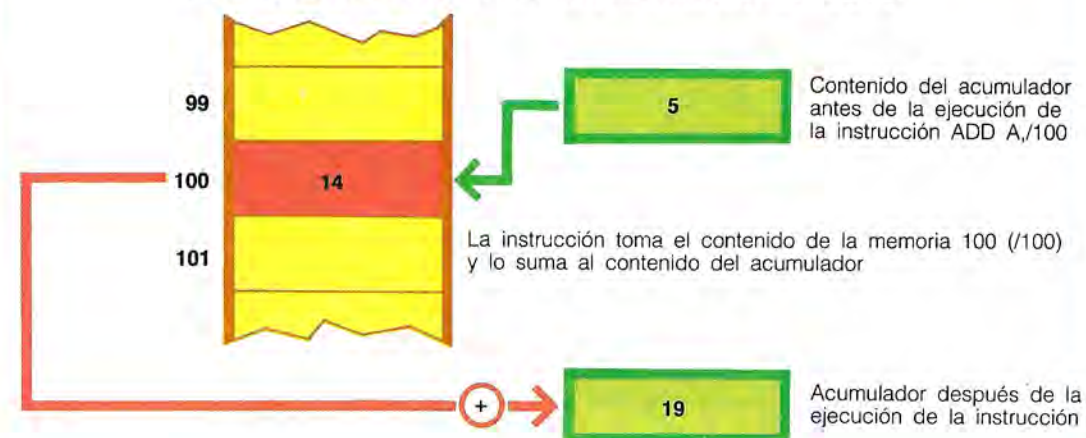 99
5
Contenido del acumulador
antes de la ejecución de
la instrucción ADD A,/100
100
14
La instrucción toma el contenido de la memoria 100 (/100)
y lo suma al contenido del acumulador
101
+
19
Acumulador después de la
ejecución de la instrucción